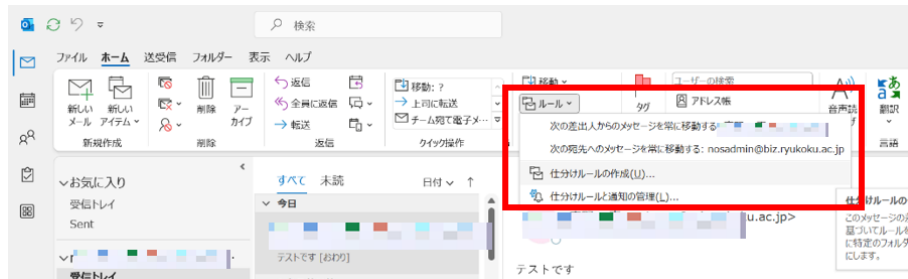 検索
ファイル ホーム 送受信 フォルダー 表示 ヘルプ
新しい メール
新しい アイテム
削除
アーカイブ
返信
全員に返信
転送
移動: ?
上司に転送
チーム宛て電子メ...
移動
ルール
タグ
ユーザーの検索
アドレス帳
音声読
翻訳
新規作成
削除
返信
クイック操作
言語
次の差出人からのメッセージを常に移動する:
次の宛先へのメッセージを常に移動する: nosadmin@biz.ryukoku.ac.jp
仕分けルールの作成(U)...
仕分けルールと通知の管理(L)...
お気に入り
受信トレイ
Sent
受信トレイ
すべて 未読 日付
今日
テストです [おわり]
u.ac.jp>
テストです
仕分けルールの
このメッセージの差
基づいてルールを
に特定のフォルダ
にします。